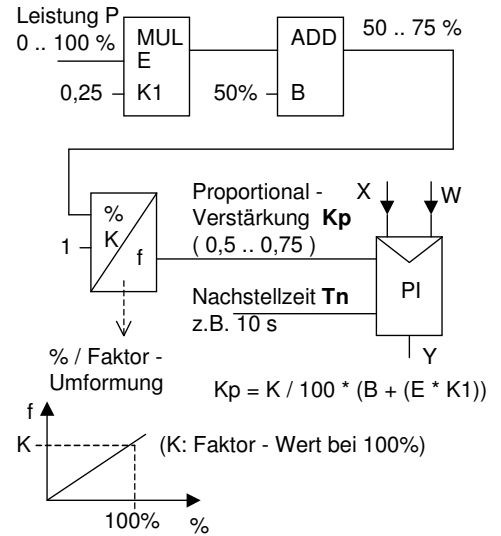 Leistung P
0 .. 100 %
MUL
E
0,25
K1
ADD
50%
B
50 .. 75 %
%
K
f
1
Proportional -
Verstärkung Kp
( 0,5 .. 0,75 )
X
W
PI
Nachstellzeit Tn
z.B. 10 s
Y
% / Faktor -
Umformung
Kp = K / 100 * (B + (E * K1))
f
K
(K: Faktor - Wert bei 100%)
100%
%